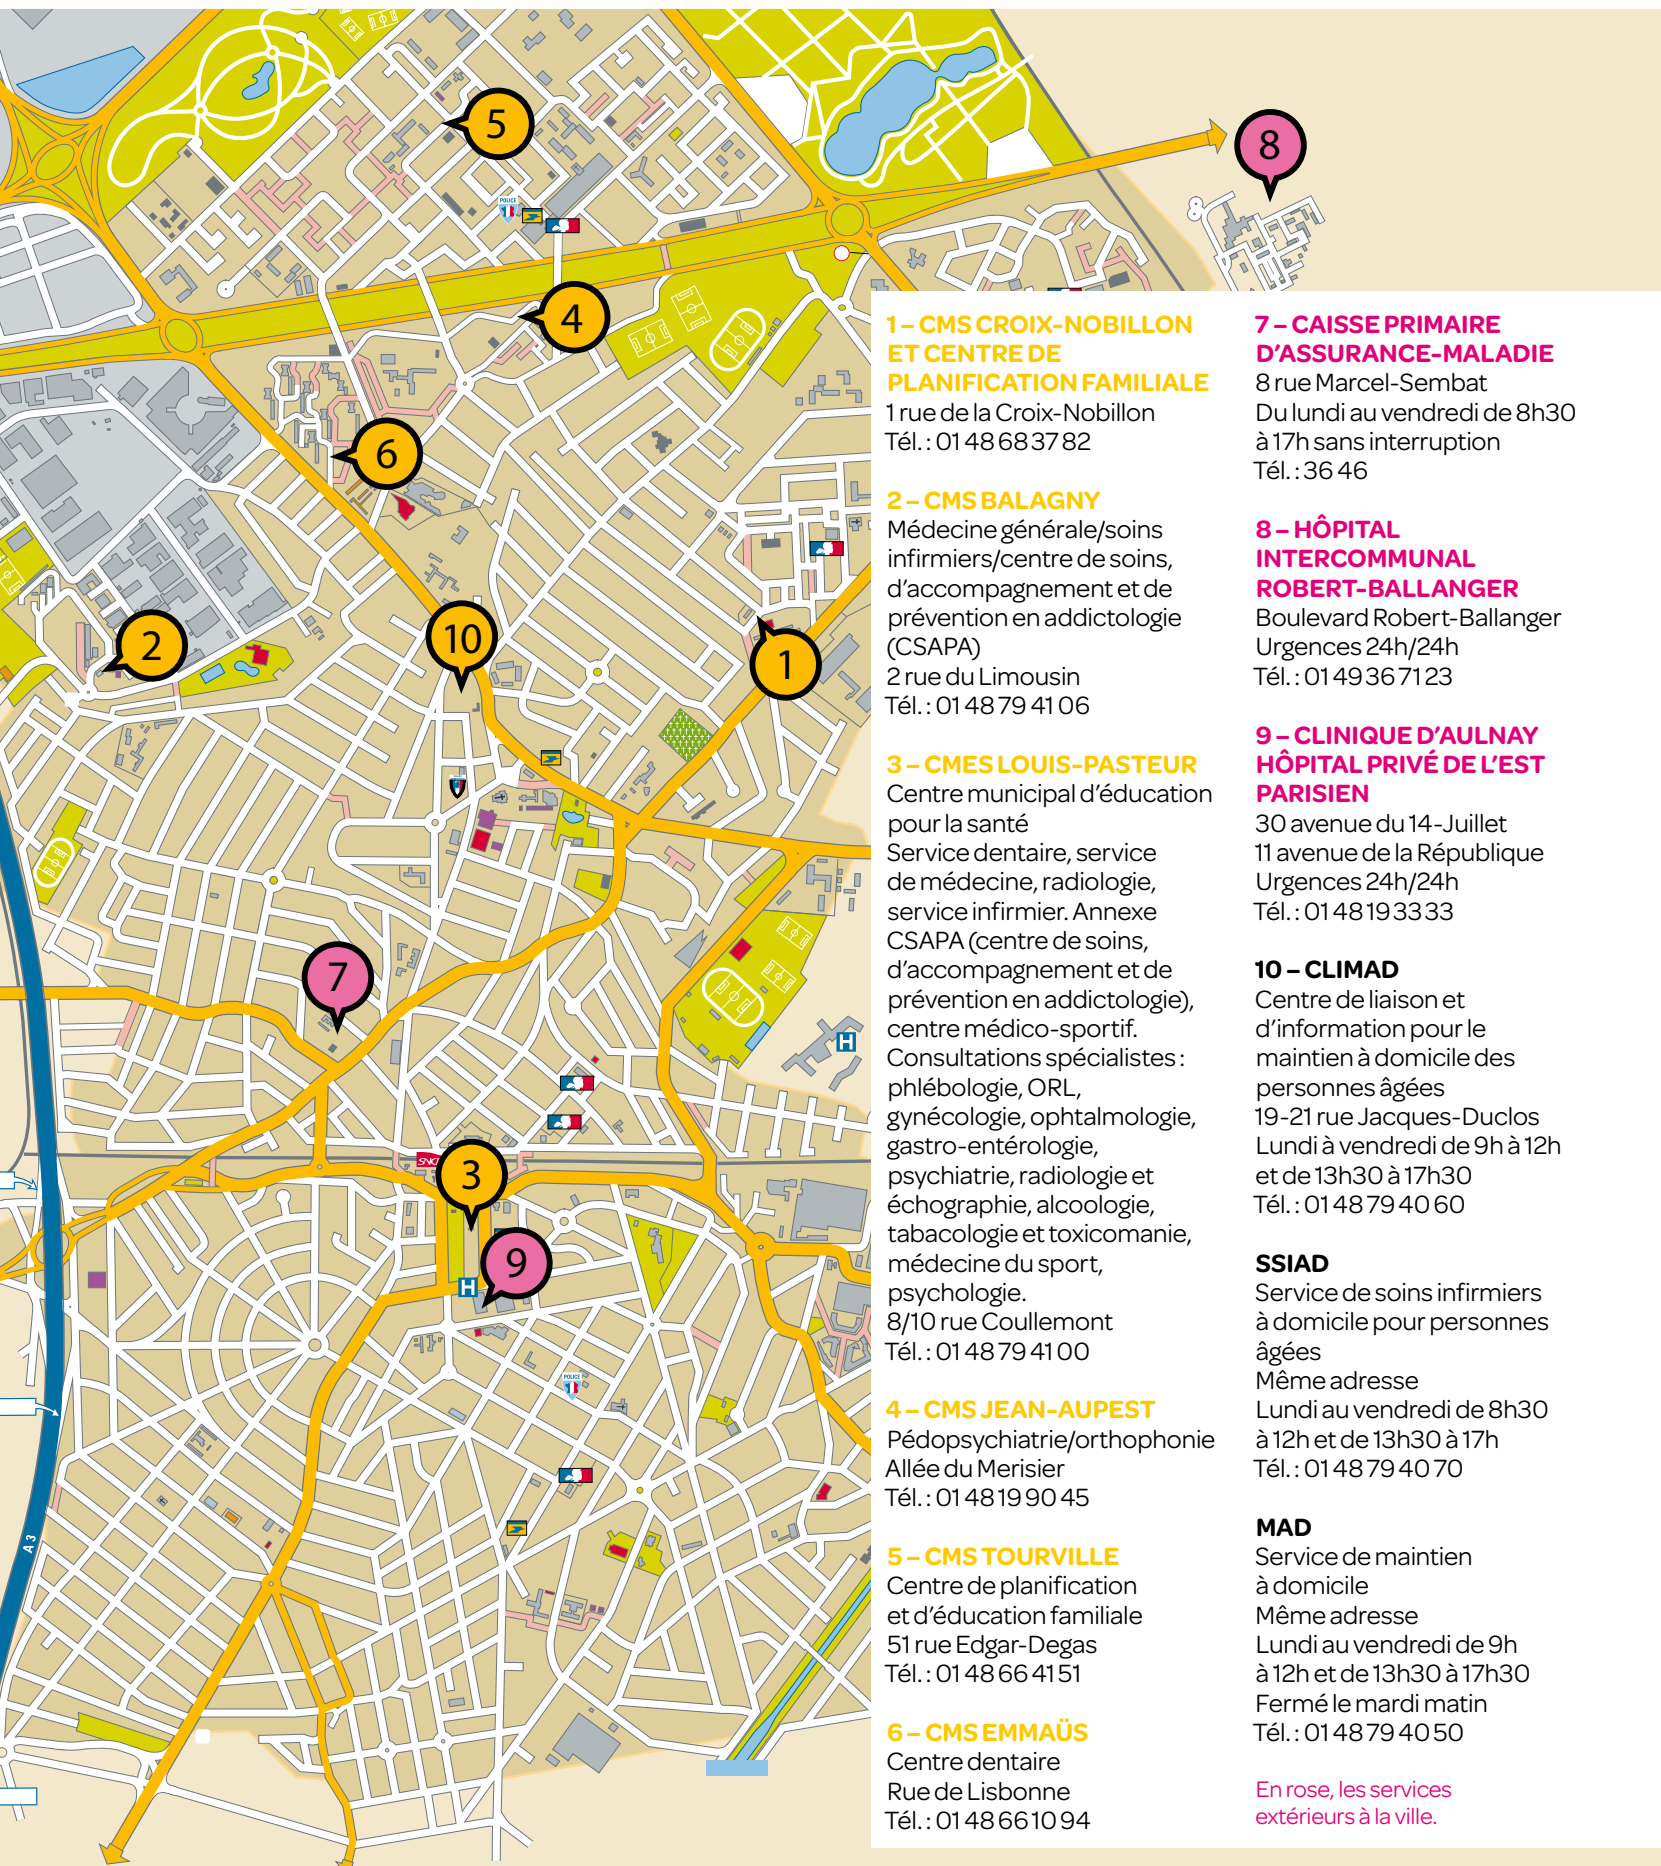 5
8
POLICE
4
6
10
2
1
7
3
SNCF
9
H
H
POLICE
A3
1 – CMS CROIX-NOBILLON
ET CENTRE DE
PLANIFICATION FAMILIALE
1 rue de la Croix-Nobillon
Tél. : 01 48 68 37 82
2 – CMS BALAGNY
Médecine générale/soins
infirmiers/centre de soins,
d’accompagnement et de
prévention en addictologie
(CSAPA)
2 rue du Limousin
Tél. : 01 48 79 41 06
3 – CMES LOUIS-PASTEUR
Centre municipal d’éducation
pour la santé
Service dentaire, service
de médecine, radiologie,
service infirmier. Annexe
CSAPA (centre de soins,
d’accompagnement et de
prévention en addictologie),
centre médico-sportif.
Consultations spécialistes :
phlébologie, ORL,
gynécologie, ophtalmologie,
gastro-entérologie,
psychiatrie, radiologie et
échographie, alcoologie,
tabacologie et toxicomanie,
médecine du sport,
psychologie.
8/10 rue Coullemont
Tél. : 01 48 79 41 00
4 – CMS JEAN-AUPEST
Pédopsychiatrie/orthophonie
Allée du Merisier
Tél. : 01 48 19 90 45
5 – CMS TOURVILLE
Centre de planification
et d’éducation familiale
51 rue Edgar-Degas
Tél. : 01 48 66 41 51
6 – CMS EMMAÜS
Centre dentaire
Rue de Lisbonne
Tél. : 01 48 66 10 94
7 – CAISSE PRIMAIRE
D’ASSURANCE-MALADIE
8 rue Marcel-Sembat
Du lundi au vendredi de 8h30
à 17h sans interruption
Tél. : 36 46
8 – HÔPITAL
INTERCOMMUNAL
ROBERT-BALLANGER
Boulevard Robert-Ballanger
Urgences 24h/24h
Tél. : 01 49 36 71 23
9 – CLINIQUE D’AULNAY
HÔPITAL PRIVÉ DE L’EST
PARISIEN
30 avenue du 14-Juillet
11 avenue de la République
Urgences 24h/24h
Tél. : 01 48 19 33 33
10 – CLIMAD
Centre de liaison et
d’information pour le
maintien à domicile des
personnes âgées
19-21 rue Jacques-Duclos
Lundi à vendredi de 9h à 12h
et de 13h30 à 17h30
Tél. : 01 48 79 40 60
SSIAD
Service de soins infirmiers
à domicile pour personnes
âgées
Même adresse
Lundi au vendredi de 8h30
à 12h et de 13h30 à 17h
Tél. : 01 48 79 40 70
MAD
Service de maintien
à domicile
Même adresse
Lundi au vendredi de 9h
à 12h et de 13h30 à 17h30
Fermé le mardi matin
Tél. : 01 48 79 40 50
En rose, les services
extérieurs à la ville.